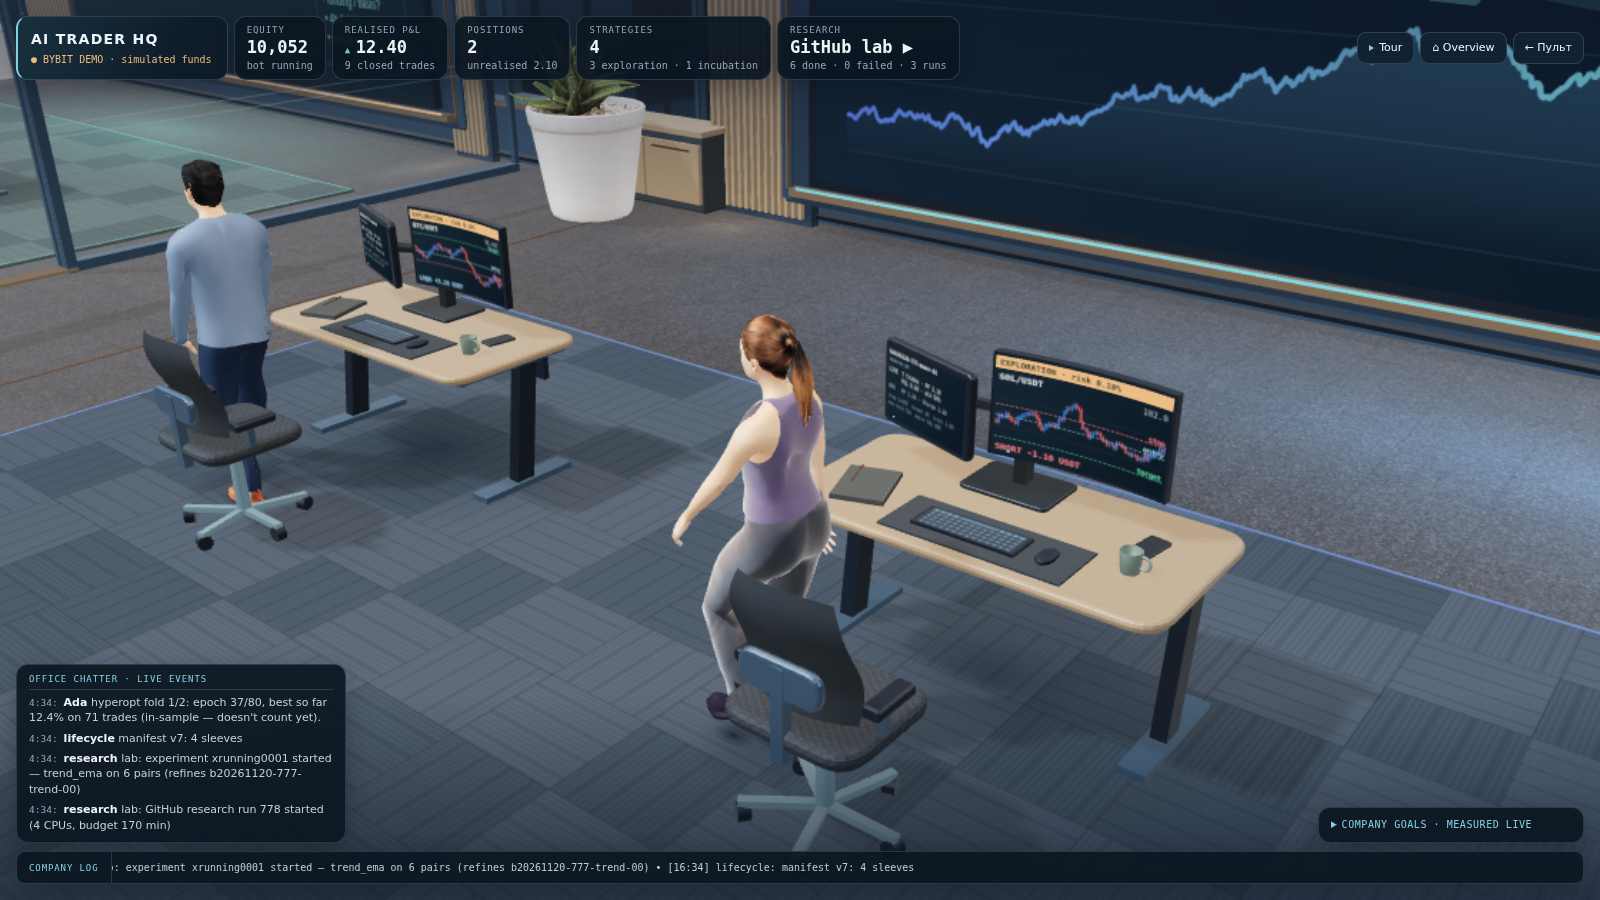 AI TRADER HQ
● BYBIT DEMO · simulated funds
EQUITY
10,052
bot running
REALISED P&L
▲ 12.40
9 closed trades
POSITIONS
2
unrealised 2.10
STRATEGIES
4
3 exploration · 1 incubation
RESEARCH
GitHub lab ▶
6 done · 0 failed · 3 runs
▶ Tour
⌂ Overview
← Пульт
BTC/USDT
EXPLORATION · risk 0.10%
SOL/USDT
182.0
stop
SHORT -1.10 USDT
target
OFFICE CHATTER · LIVE EVENTS
4:34: Ada hyperopt fold 1/2: epoch 37/80, best so far
12.4% on 71 trades (in-sample — doesn't count yet).
4:34: lifecycle manifest v7: 4 sleeves
4:34: research lab: experiment xrunning0001 started
— trend_ema on 6 pairs (refines b20261120-777-
trend-00)
4:34: research lab: GitHub research run 778 started
(4 CPUs, budget 170 min)
▶ COMPANY GOALS · MEASURED LIVE
COMPANY LOG
: experiment xrunning0001 started — trend_ema on 6 pairs (refines b20261120-777-trend-00) • [16:34] lifecycle: manifest v7: 4 sleeves